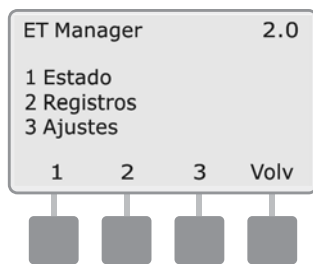 ET Manager 2.0
1 Estado
2 Registros
3 Ajustes
1 2 3 Volv